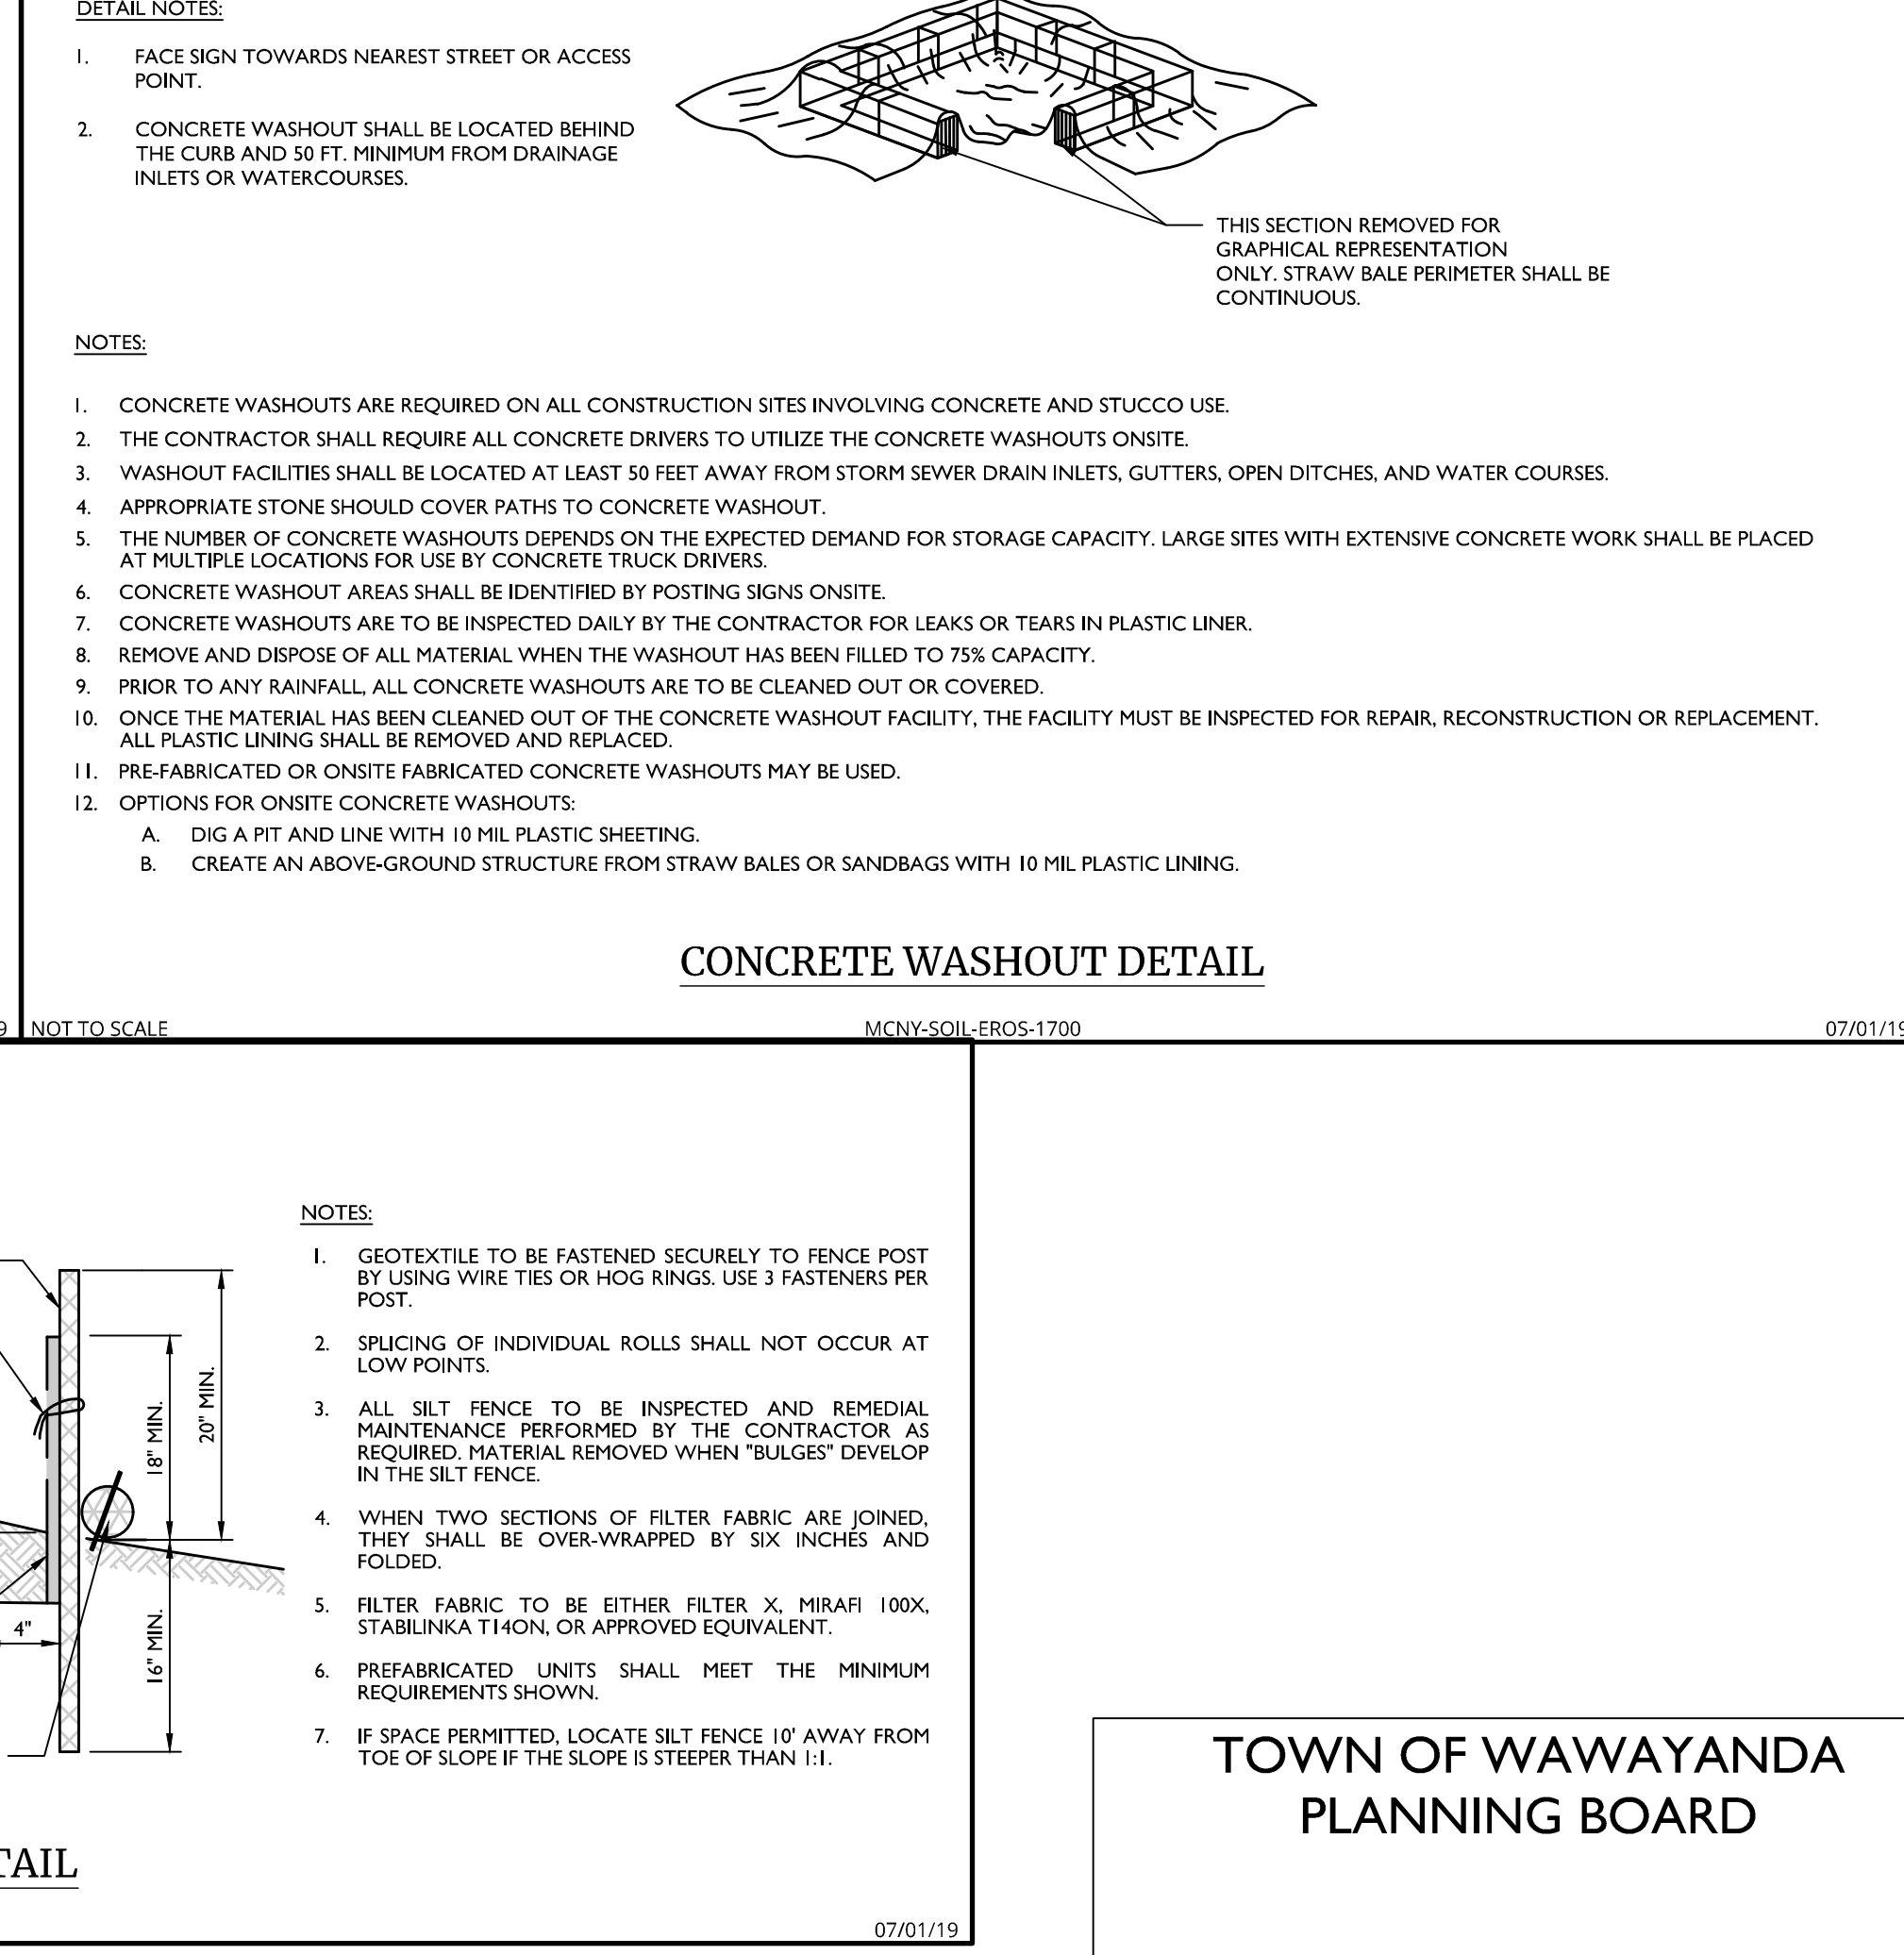 DETAIL NOTES:
1. FACE SIGN TOWARDS NEAREST STREET OR ACCESS
POINT.
2. CONCRETE WASHOUT SHALL BE LOCATED BEHIND
THE CURB AND 50 FT. MINIMUM FROM DRAINAGE
INLETS OR WATERCOURSES.
THIS SECTION REMOVED FOR
GRAPHICAL REPRESENTATION
ONLY. STRAW BALE PERIMETER SHALL BE
CONTINUOUS.
NOTES:
1. CONCRETE WASHOUTS ARE REQUIRED ON ALL CONSTRUCTION SITES INVOLVING CONCRETE AND STUCCO USE.
2. THE CONTRACTOR SHALL REQUIRE ALL CONCRETE DRIVERS TO UTILIZE THE CONCRETE WASHOUTS ONSITE.
3. WASHOUT FACILITIES SHALL BE LOCATED AT LEAST 50 FEET AWAY FROM STORM SEWER DRAIN INLETS, GUTTERS, OPEN DITCHES, AND WATER COURSES.
4. APPROPRIATE STONE SHOULD COVER PATHS TO CONCRETE WASHOUT.
5. THE NUMBER OF CONCRETE WASHOUTS DEPENDS ON THE EXPECTED DEMAND FOR STORAGE CAPACITY. LARGE SITES WITH EXTENSIVE CONCRETE WORK SHALL BE PLACED
AT MULTIPLE LOCATIONS FOR USE BY CONCRETE TRUCK DRIVERS.
6. CONCRETE WASHOUT AREAS SHALL BE IDENTIFIED BY POSTING SIGNS ONSITE.
7. CONCRETE WASHOUTS ARE TO BE INSPECTED DAILY BY THE CONTRACTOR FOR LEAKS OR TEARS IN PLASTIC LINER.
8. REMOVE AND DISPOSE OF ALL MATERIAL WHEN THE WASHOUT HAS BEEN FILLED TO 75% CAPACITY.
9. PRIOR TO ANY RAINFALL, ALL CONCRETE WASHOUTS ARE TO BE CLEANED OUT OR COVERED.
10. ONCE THE MATERIAL HAS BEEN CLEANED OUT OF THE CONCRETE WASHOUT FACILITY, THE FACILITY MUST BE INSPECTED FOR REPAIR, RECONSTRUCTION OR REPLACEMENT.
ALL PLASTIC LINING SHALL BE REMOVED AND REPLACED.
11. PRE-FABRICATED OR ONSITE FABRICATED CONCRETE WASHOUTS MAY BE USED.
12. OPTIONS FOR ONSITE CONCRETE WASHOUTS:
A. DIG A PIT AND LINE WITH 10 MIL PLASTIC SHEETING.
B. CREATE AN ABOVE-GROUND STRUCTURE FROM STRAW BALES OR SANDBAGS WITH 10 MIL PLASTIC LINING.
CONCRETE WASHOUT DETAIL
9 NOT TO SCALE MCNY-SOIL-EROS-1700 07/01/19
NOTES:
1. GEOTEXTILE TO BE FASTENED SECURELY TO FENCE POST
BY USING WIRE TIES OR HOG RINGS. USE 3 FASTENERS PER
POST.
2. SPLICING OF INDIVIDUAL ROLLS SHALL NOT OCCUR AT
LOW POINTS.
3. ALL SILT FENCE TO BE INSPECTED AND REMEDIAL
MAINTENANCE PERFORMED BY THE CONTRACTOR AS
REQUIRED. MATERIAL REMOVED WHEN "BULGES" DEVELOP
IN THE SILT FENCE.
4. WHEN TWO SECTIONS OF FILTER FABRIC ARE JOINED,
THEY SHALL BE OVER-WRAPPED BY SIX INCHES AND
FOLDED.
5. FILTER FABRIC TO BE EITHER FILTER X, MIRAFI 100X,
STABILINKA T14ON, OR APPROVED EQUIVALENT.
6. PREFABRICATED UNITS SHALL MEET THE MINIMUM
REQUIREMENTS SHOWN.
7. IF SPACE PERMITTED, LOCATE SILT FENCE 10' AWAY FROM
TOE OF SLOPE IF THE SLOPE IS STEEPER THAN 1:1.
20" MIN.
18" MIN.
16" MIN.
4"
TAIL
07/01/19
TOWN OF WAWAYANDA
PLANNING BOARD